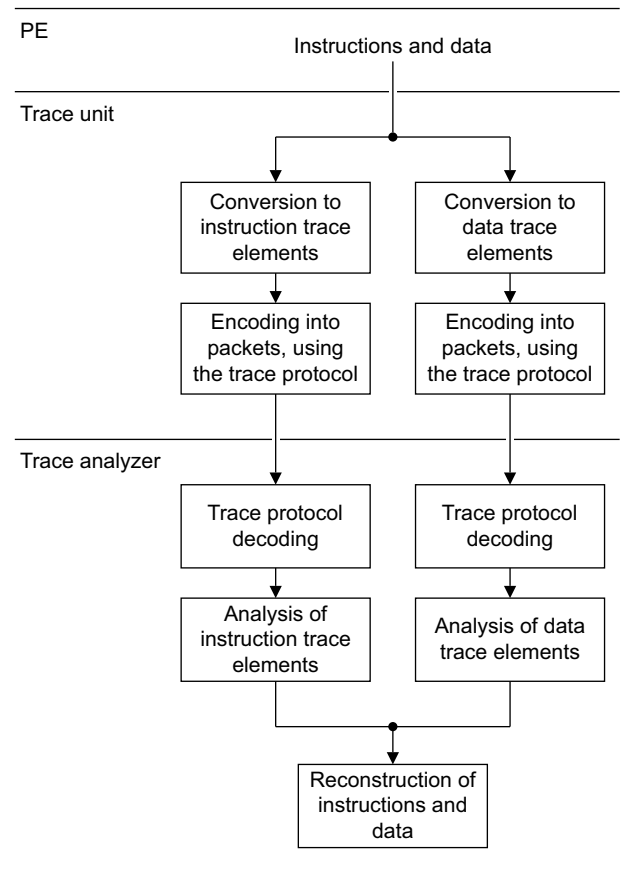 PE
Instructions and data
Trace unit
Conversion to
instruction trace
elements
Conversion to
data trace
elements
Encoding into
packets, using
the trace protocol
Encoding into
packets, using
the trace protocol
Trace analyzer
Trace protocol
decoding
Trace protocol
decoding
Analysis of
instruction trace
elements
Analysis of data
trace elements
Reconstruction of
instructions and
data